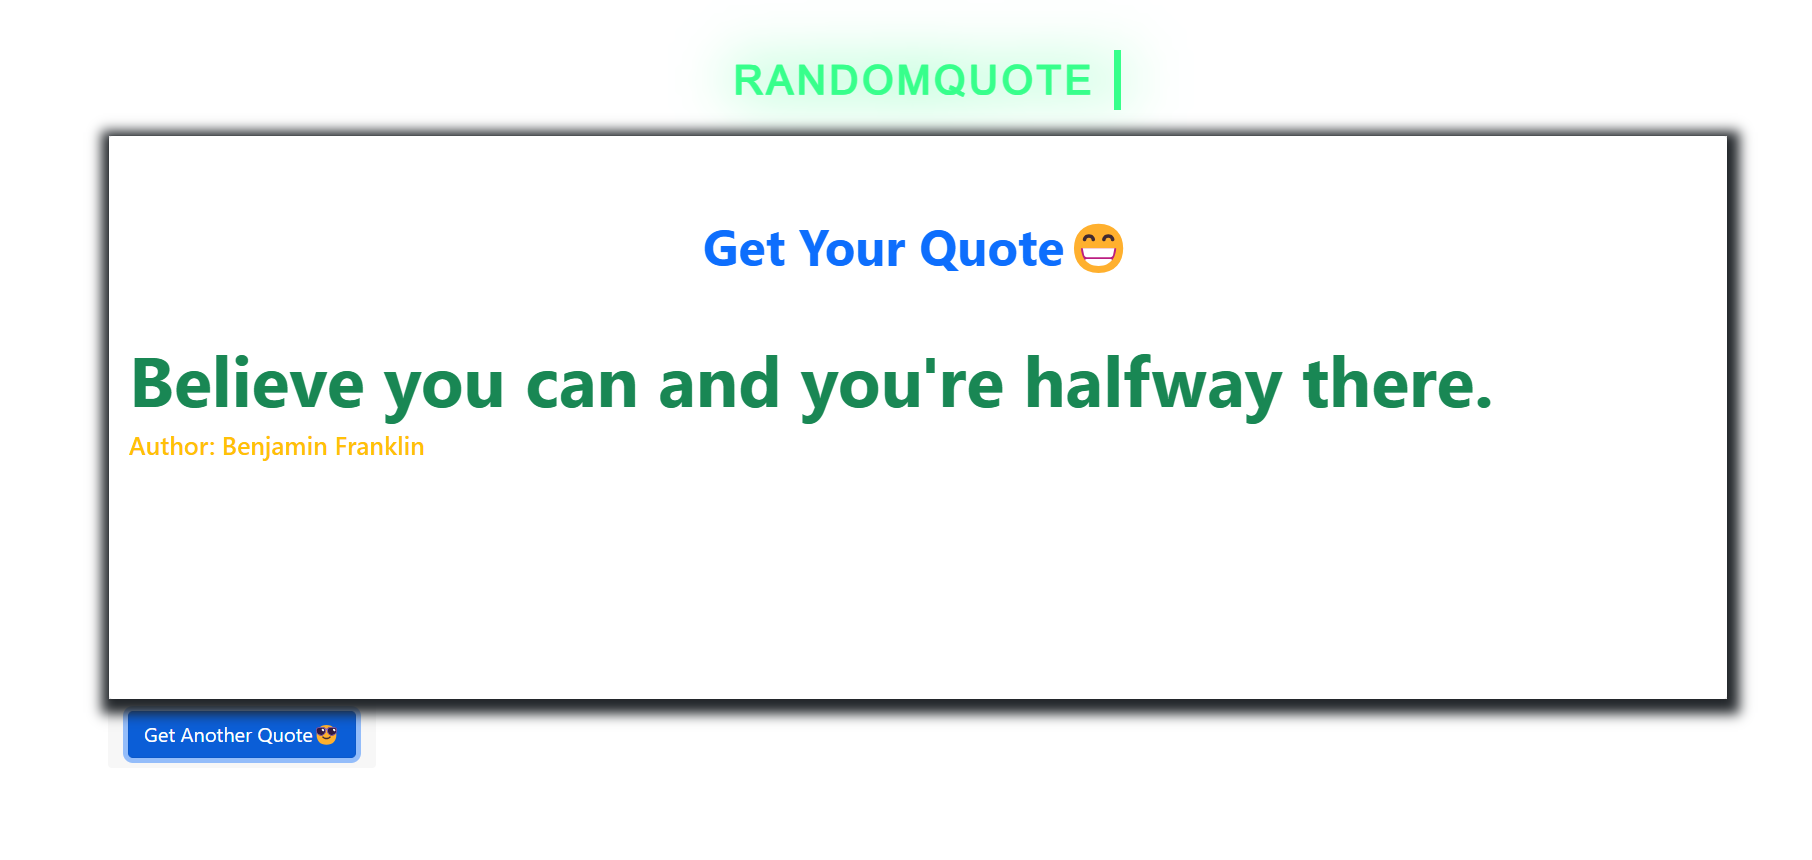 RANDOMQUOTE
Get Your Quote😁
Believe you can and you're halfway there.
Author: Benjamin Franklin
Get Another Quote😎